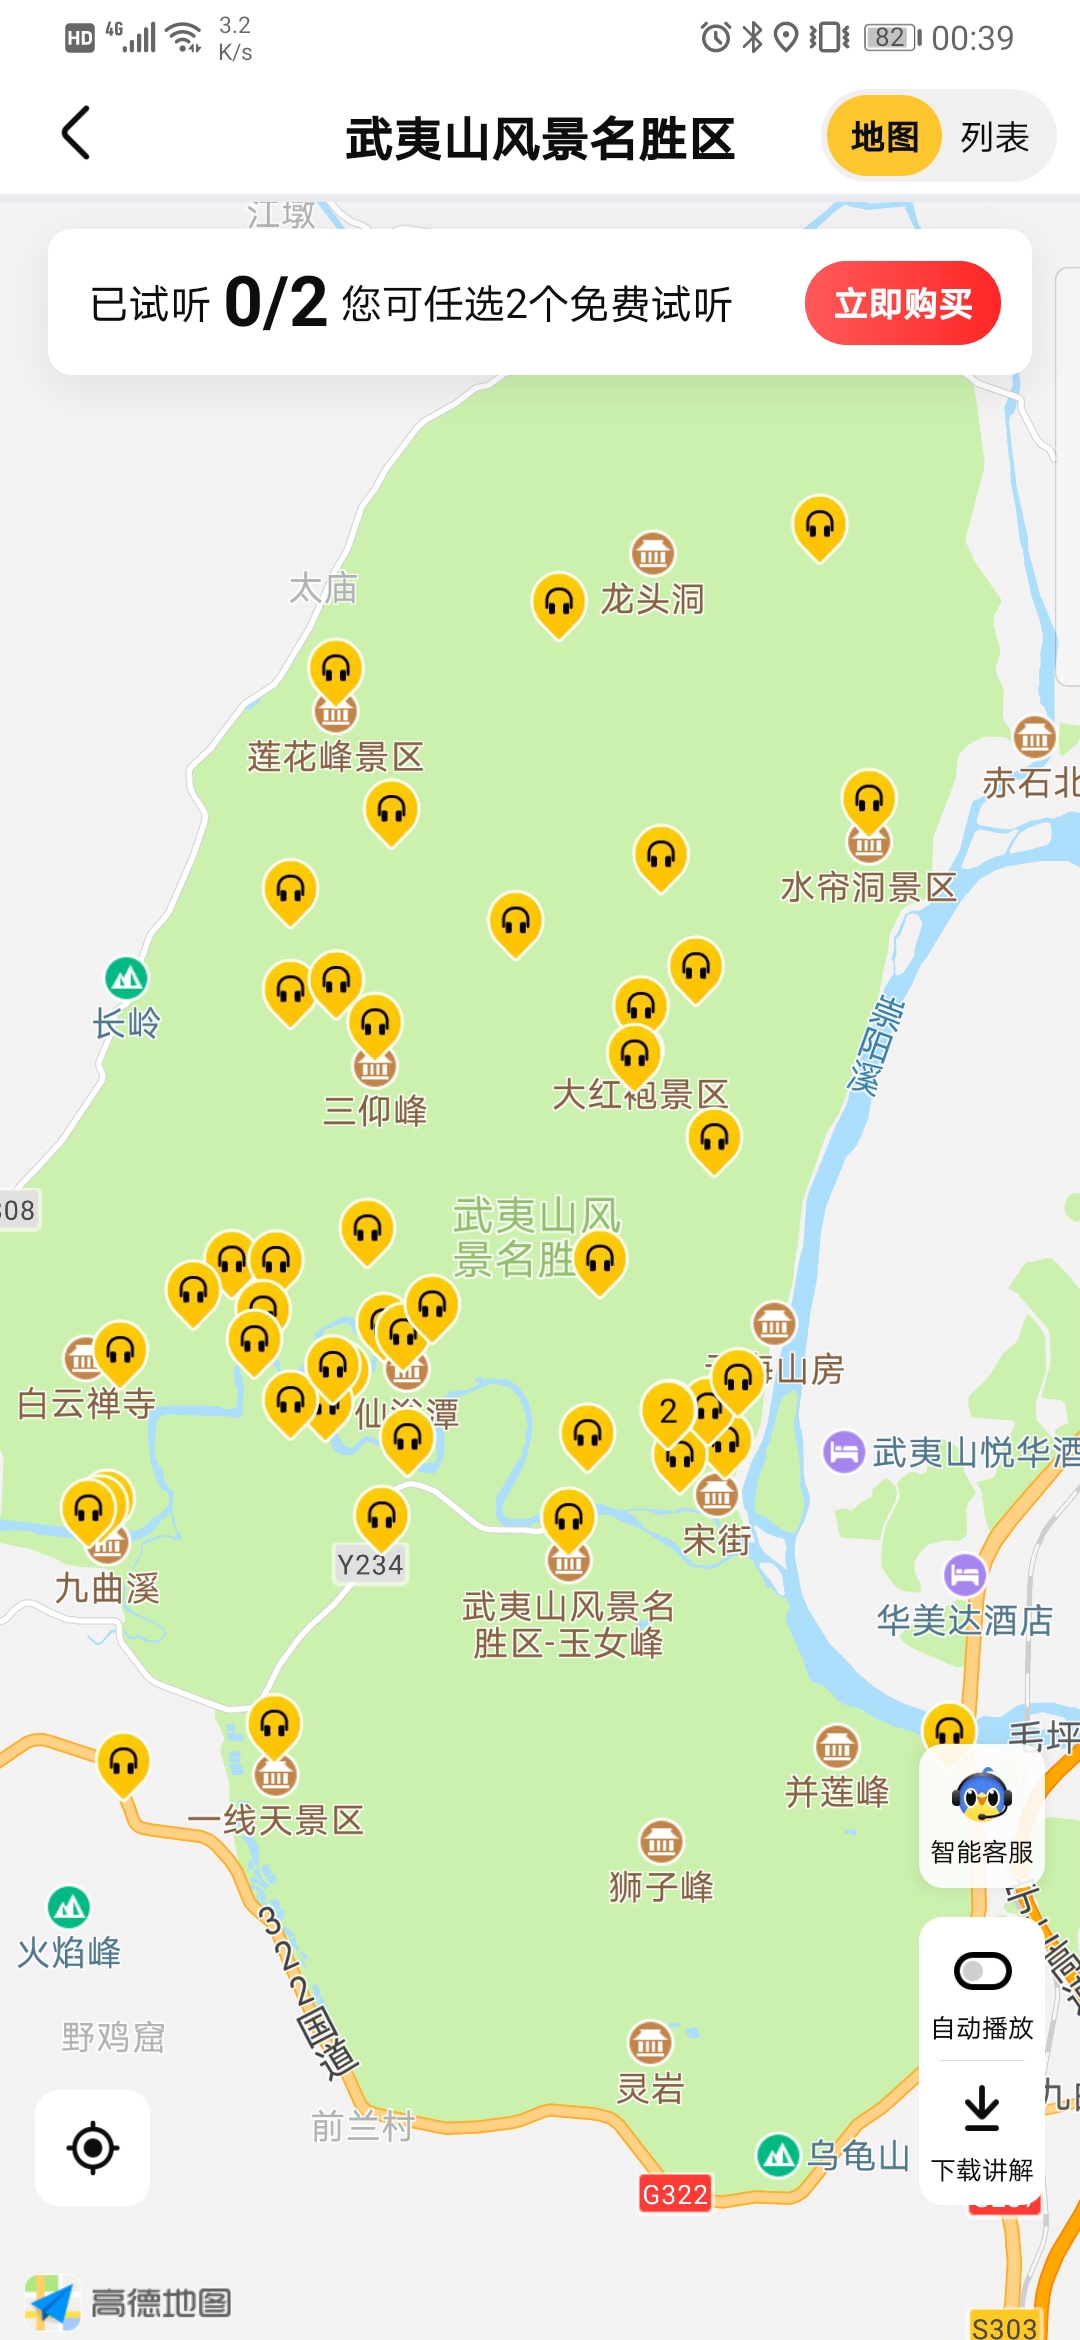 HD 4G 3.2 K/s 82 00:39
武夷山风景名胜区
地图 列表
江墩
已试听 0/2 您可任选2个免费试听
立即购买
龙头洞
太庙
莲花峰景区
赤石北
水帘洞景区
长岭
崇阳溪
三仰峰
大红袍景区
308
武夷山风
景名胜
山房
白云禅寺
仙浴潭
2
武夷山悦华酒
宋街
九曲溪
Y234
武夷山风景名
胜区-玉女峰
华美达酒店
毛坪
一线天景区
并莲峰
智能客服
狮子峰
火焰峰
322国道
自动播放
野鸡窟
灵岩
前兰村
乌龟山
下载讲解
G322
高德地图
S303